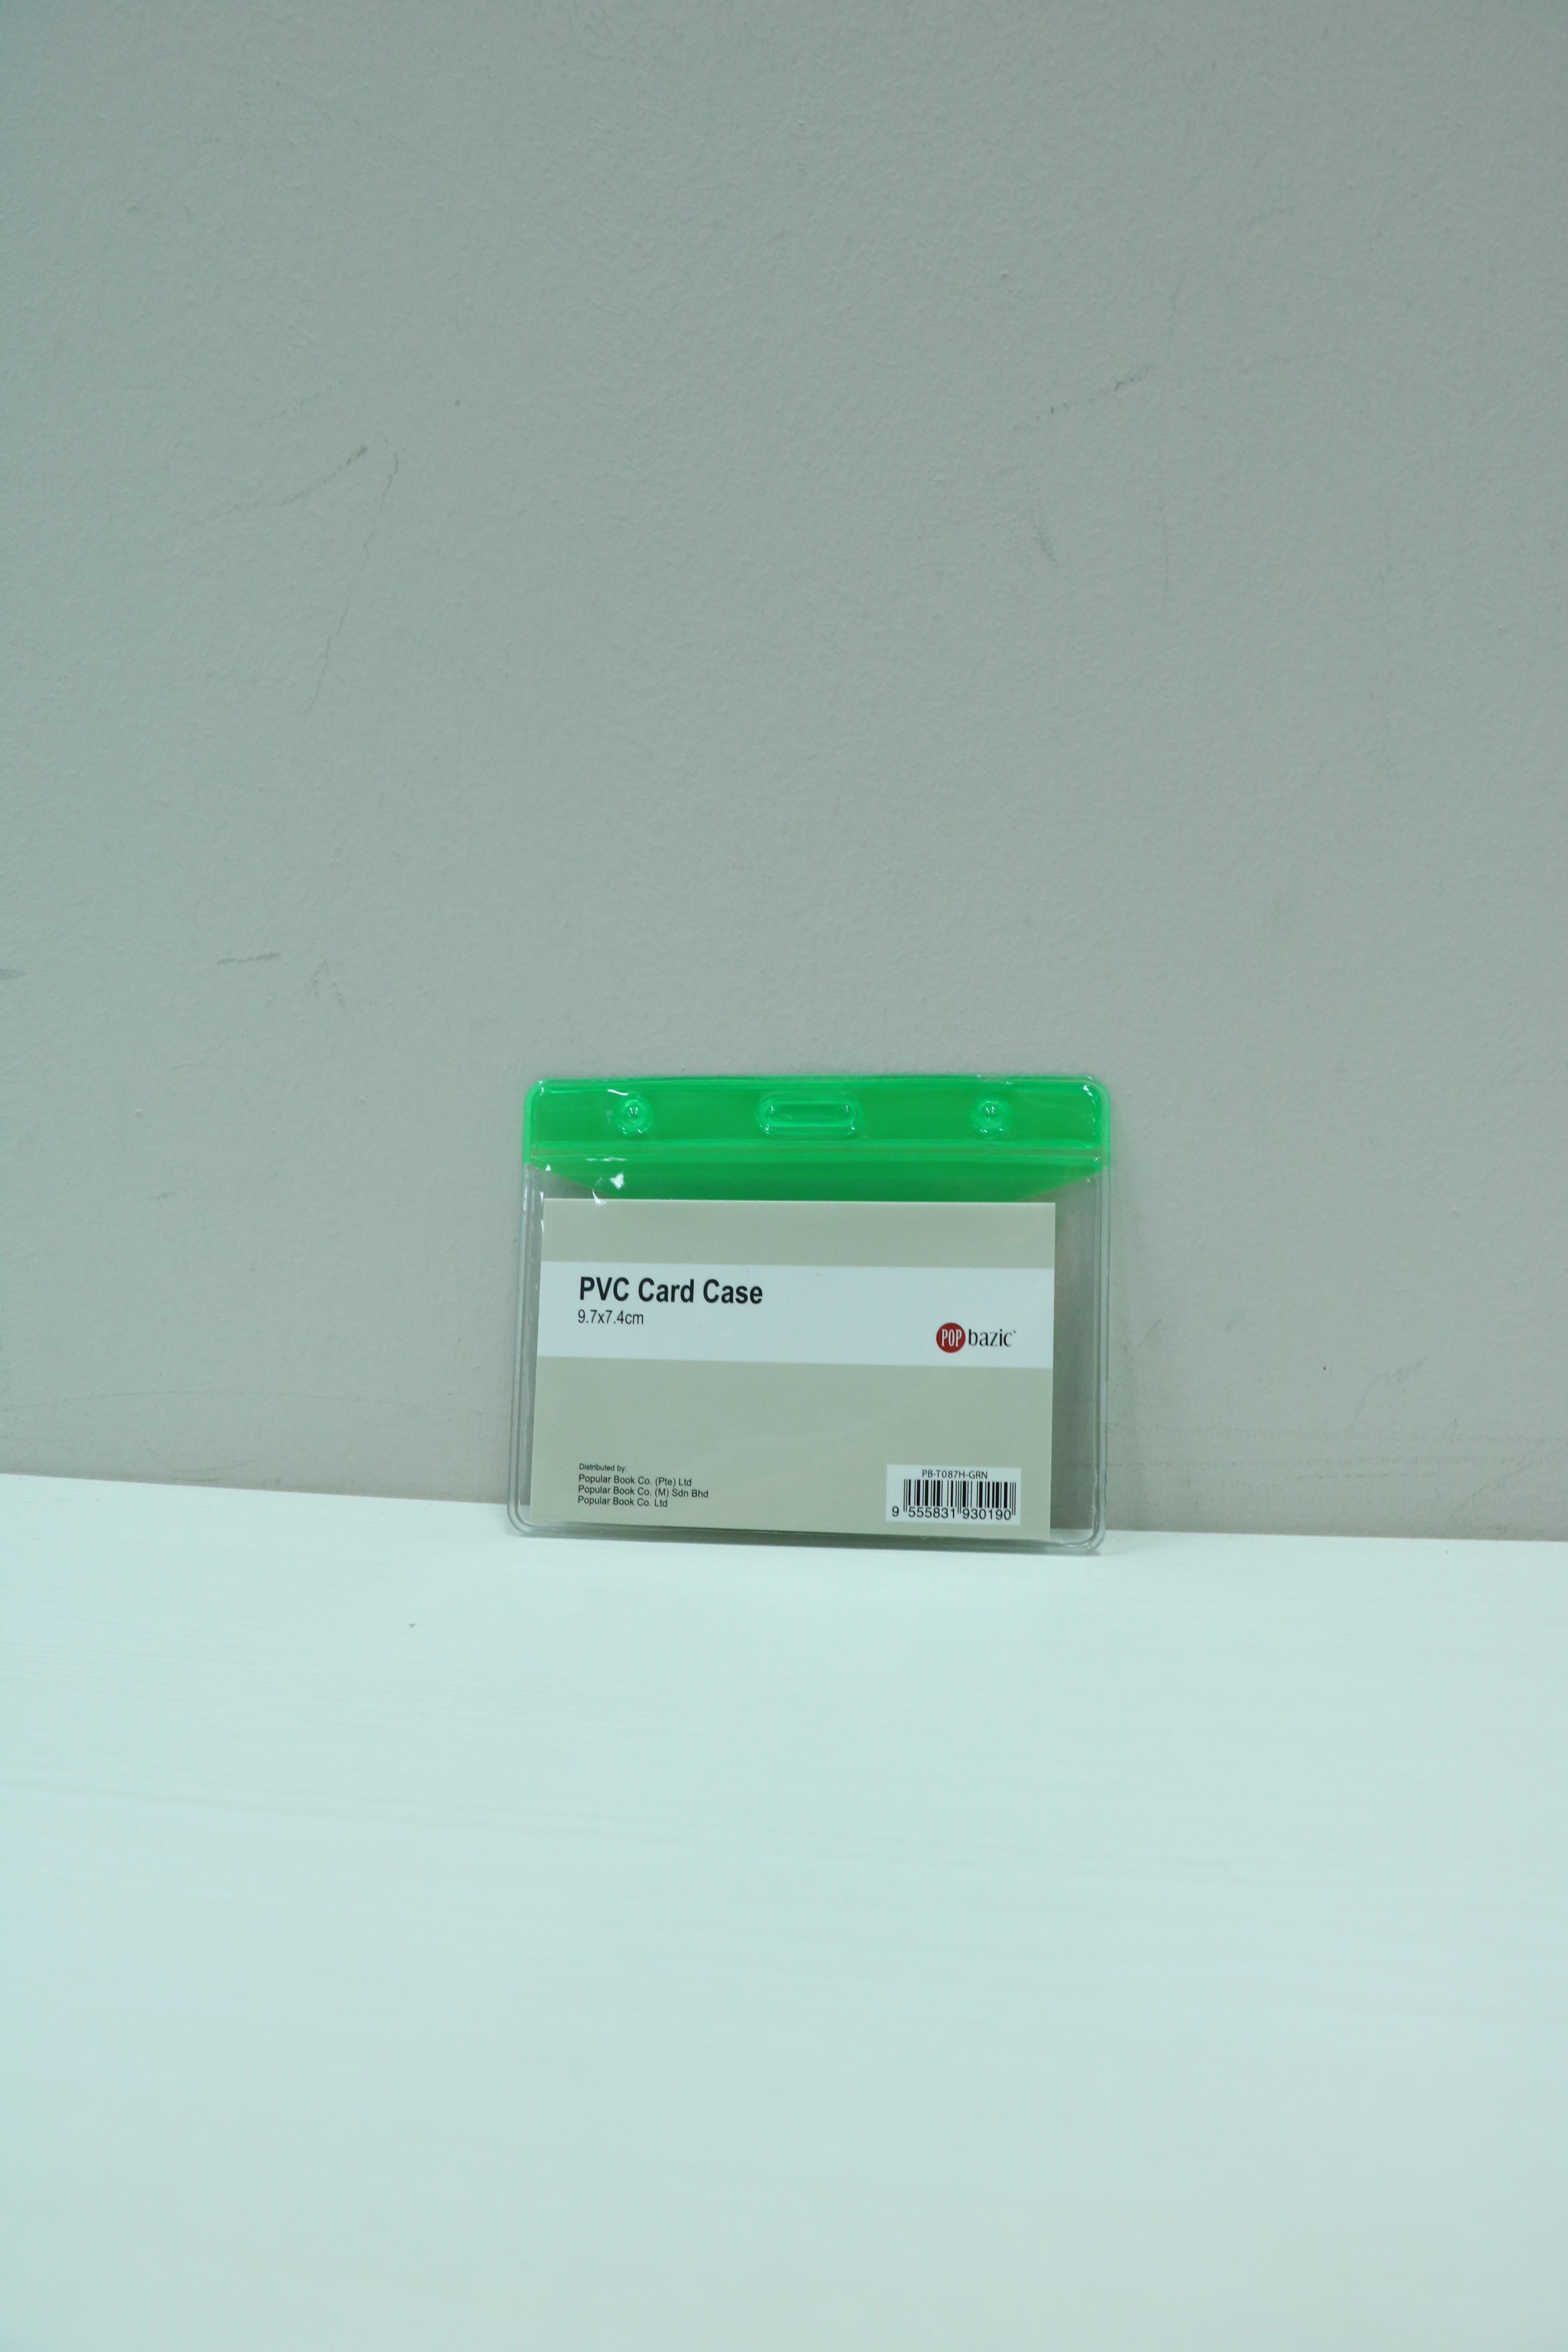 PVC Card Case
9.7x7.4cm
POP bazic™
Distributed by:
Popular Book Co. (Pte) Ltd
Popular Book Co. (M) Sdn Bhd
Popular Book Co. Ltd
PB-T087H-GRN
9 555831 930190